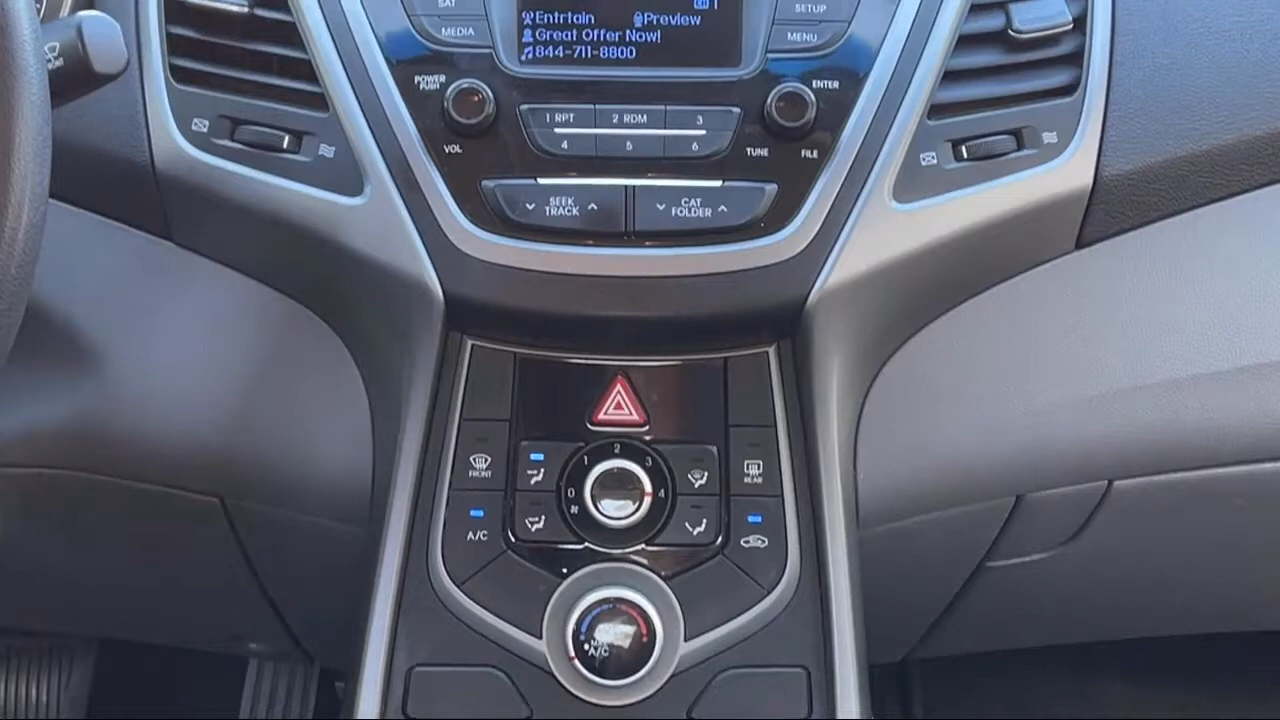 SAT
SETUP
MEDIA
Entrtain Preview
Great Offer Now!
844-711-8800
MENU
POWER
PUSH
ENTER
1 RPT 2 RDM 3
4 5 6
VOL
TUNE FILE
SEEK
TRACK
CAT
FOLDER
FRONT
0 1 2 3 4
REAR
A/C
MAX
A/C